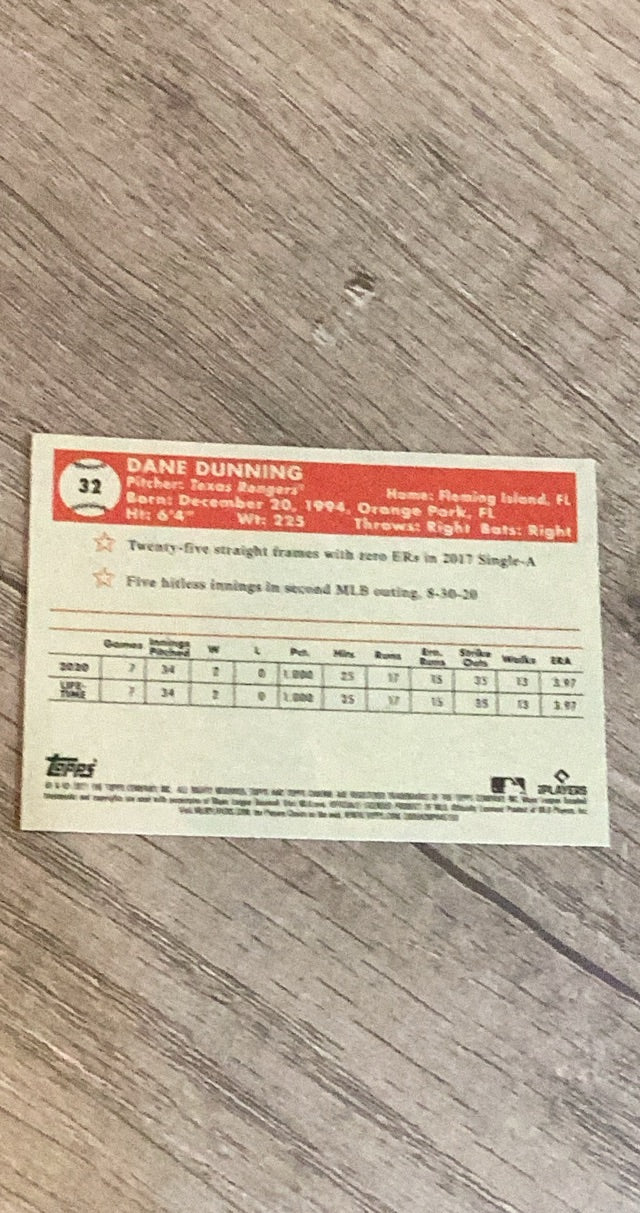 32
DANE DUNNING
Pitcher: Texas Rangers® Home: Fleming Island, FL
Born: December 20, 1994, Orange Park, FL
Ht: 6'4" Wt: 225 Throws: Right Bats: Right
Twenty-five straight frames with zero ERs in 2017 Single-A
Five hitless innings in second MLB outing, 8-30-20
Games Innings Pitched W L Pct. Hits Runs Ern. Runs Strike Outs Walks ERA
2020 7 34 2 0 1.000 25 17 15 35 13 3.97
LIFE-TIME 7 34 2 0 1.000 25 17 15 35 13 3.97
topps
PLAYERS